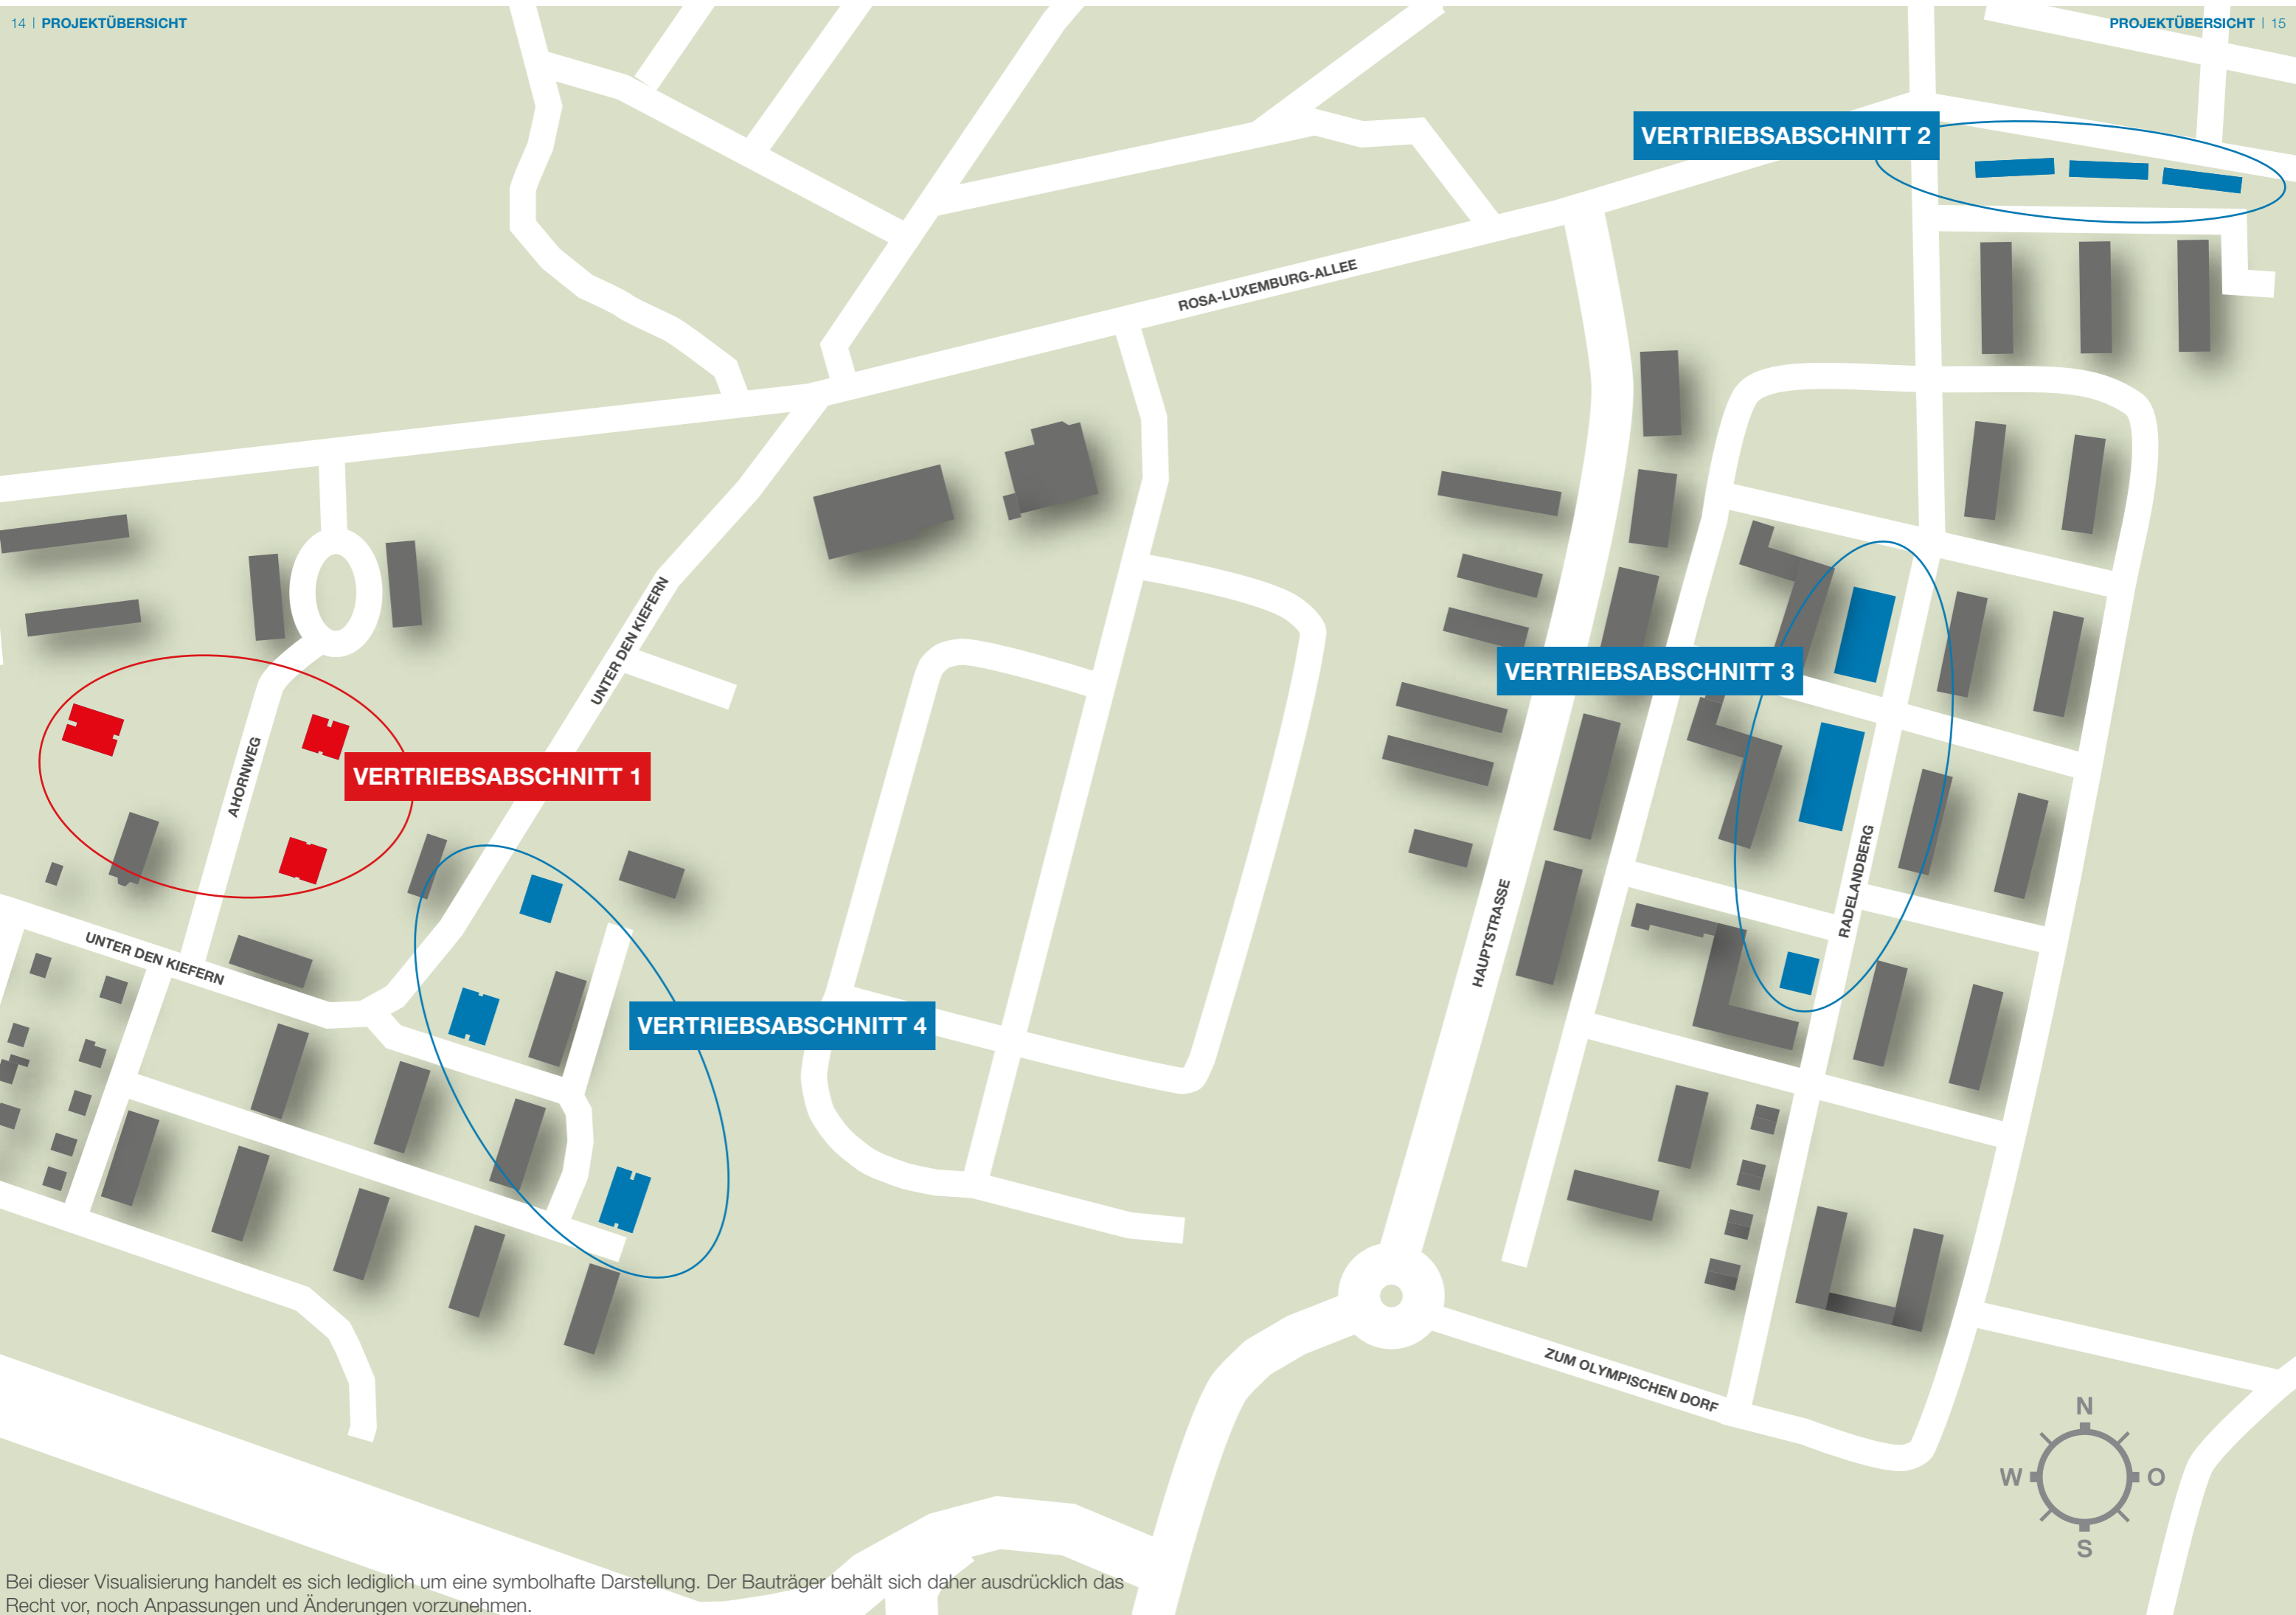 14 | PROJEKTÜBERSICHT
PROJEKTÜBERSICHT | 15
VERTRIEBSABSCHNITT 2
ROSA-LUXEMBURG-ALLEE
UNTER DEN KIEFERN
VERTRIEBSABSCHNITT 3
AHORNWEG
VERTRIEBSABSCHNITT 1
RADELANDBERG
HAUPTSTRASSE
UNTER DEN KIEFERN
VERTRIEBSABSCHNITT 4
ZUM OLYMPISCHEN DORF
N
W O
S
Bei dieser Visualisierung handelt es sich lediglich um eine symbolhafte Darstellung. Der Bauträger behält sich daher ausdrücklich das
Recht vor, noch Anpassungen und Änderungen vorzunehmen.